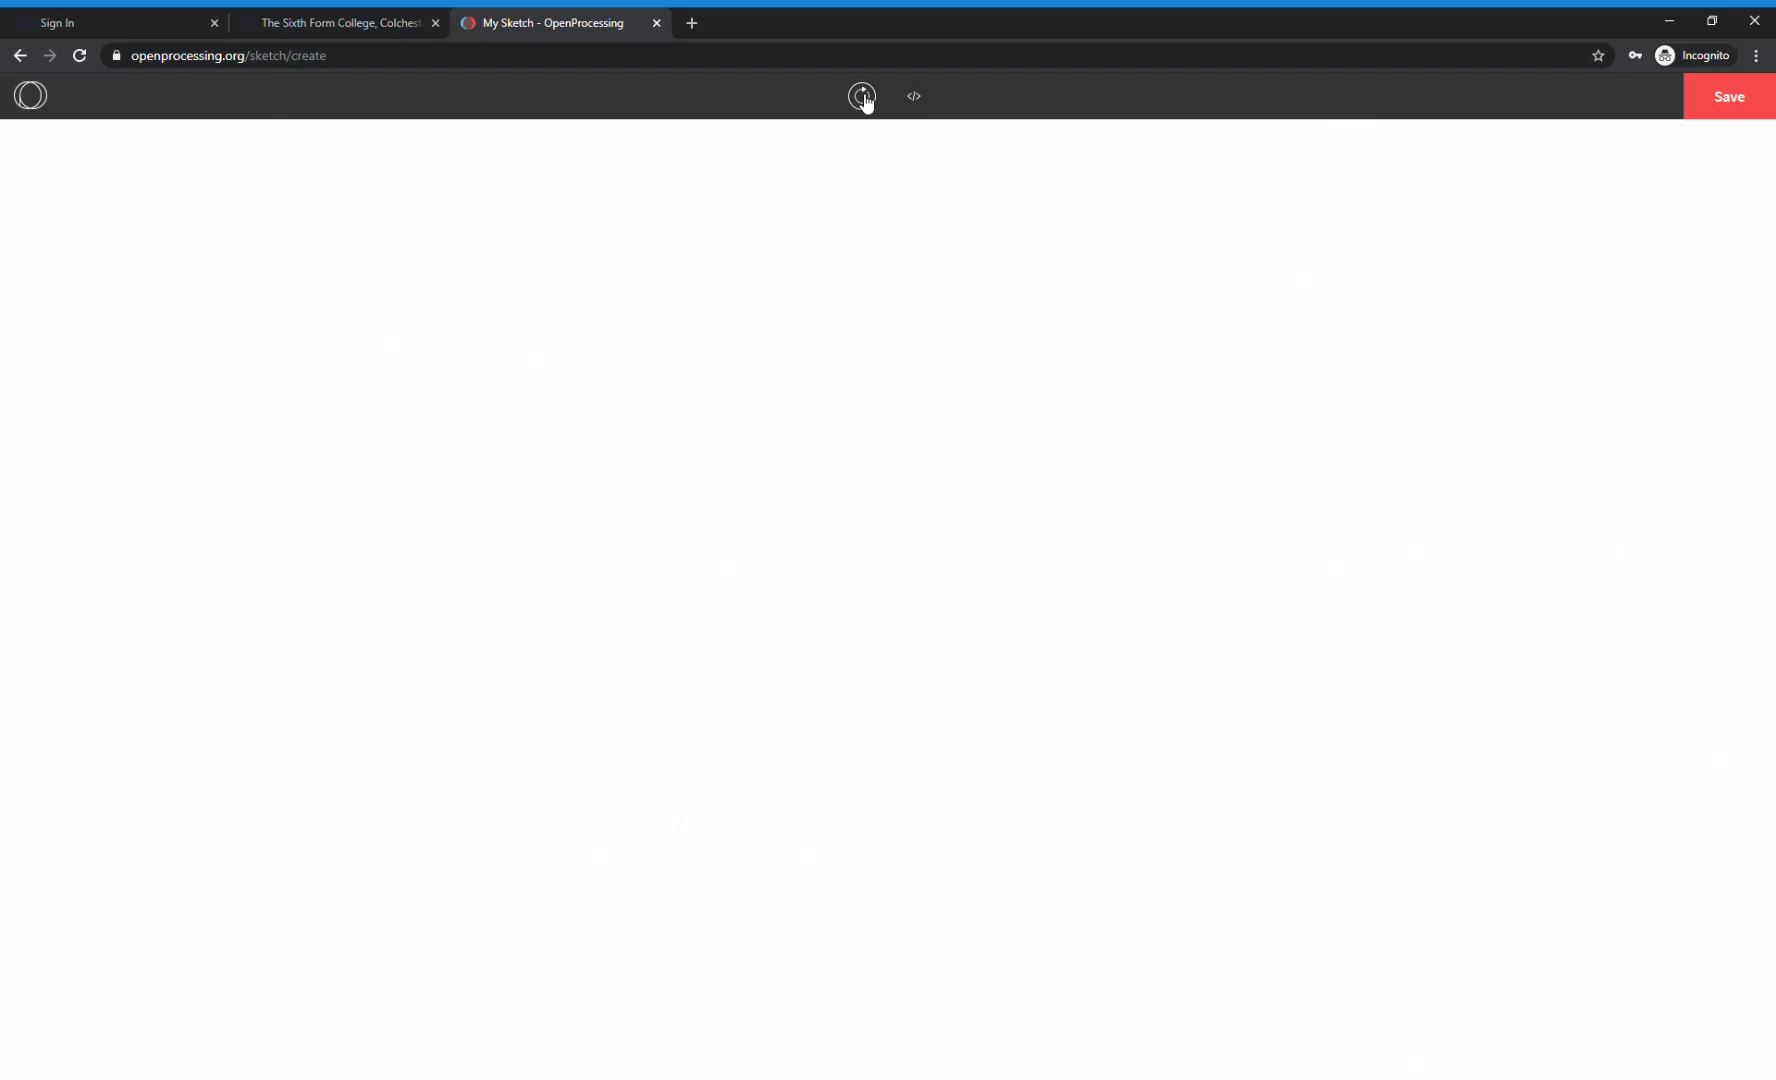 Sign In
The Sixth Form College, Colchest
My Sketch - OpenProcessing
openprocessing.org/sketch/create
Incognito
</>
Save